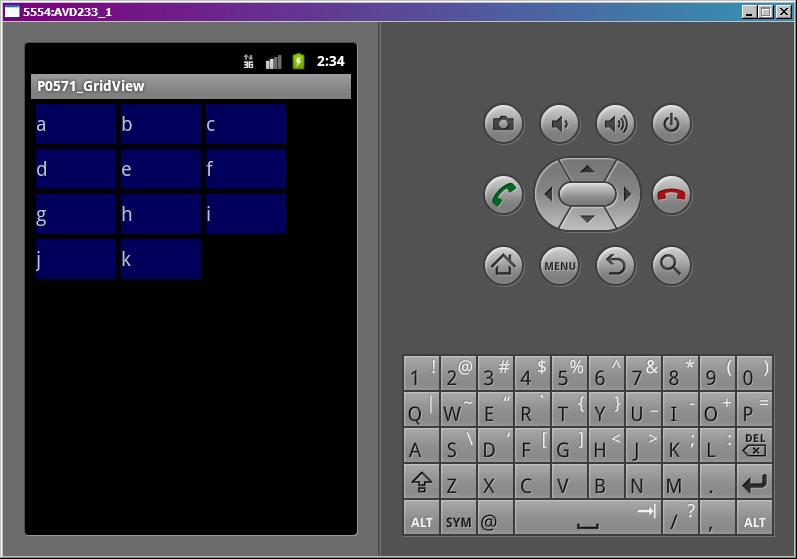 5554:AVD233_1
3G 2:34
P0571_GridView
a b c
d e f
g h i
j k
MENU
1 ! 2 @ 3 # 4 $ 5 % 6 ^ 7 & 8 * 9 ( 0 )
Q | W ~ E “ R ` T { Y } U _ I - O + P =
A S \ D ‘ F [ G ] H < J > K ; L : DEL
Z X C V B N M .
ALT SYM @ / ? , ALT